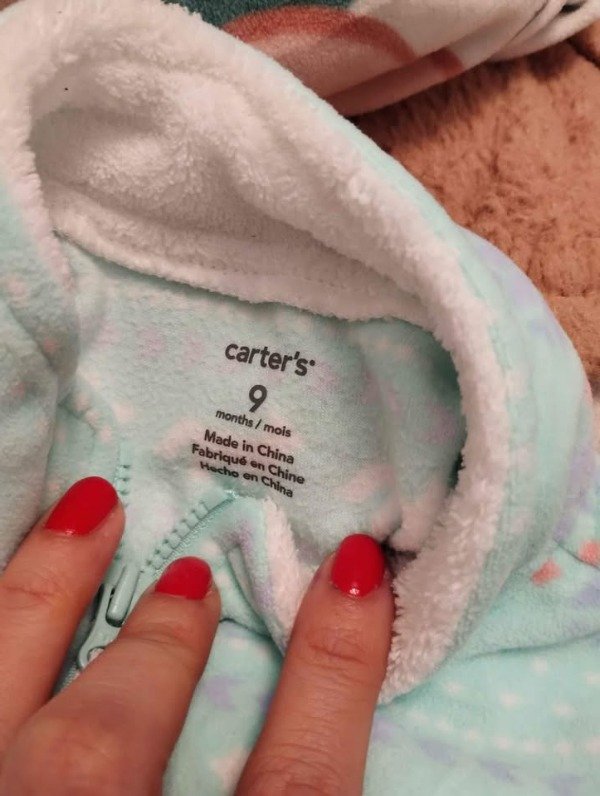 carter's
9
months / mois
Made in China
Fabriqué en Chine
Hecho en China